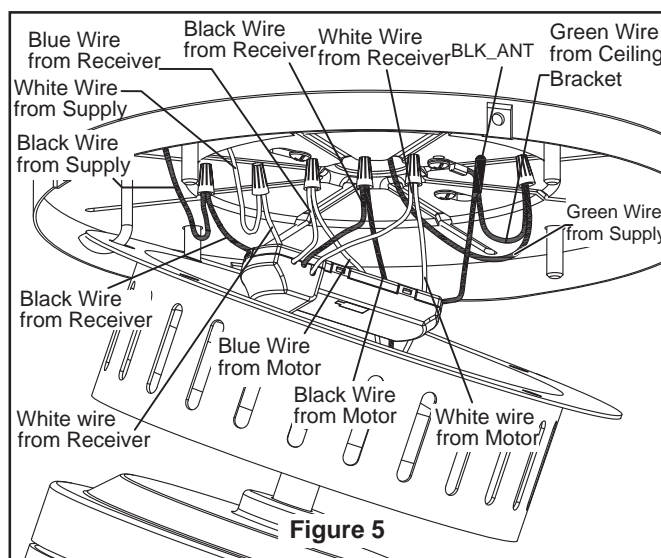 Blue Wire
from Receiver
Black Wire
from Receiver
White Wire
from Receiver
BLK_ANT
Green Wire
from Ceiling
Bracket
White Wire
from Supply
Black Wire
from Supply
Green Wire
from Supply
Black Wire
from Receiver
Blue Wire
from Motor
Black Wire
from Motor
White wire
from Motor
White wire
from Receiver
Figure 5